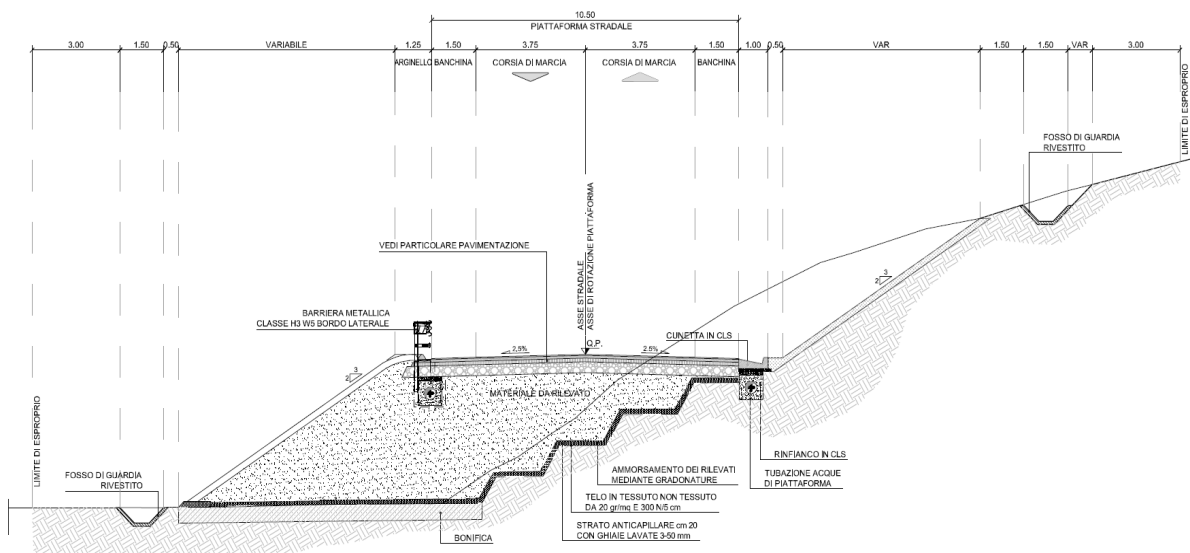 10.50
PIATTAFORMA STRADALE
3.00 1.50 0.50 VARIABILE 1.25 1.50 3.75 3.75 1.50 1.00 0.50 VAR 1.50 1.50 VAR 3.00
ARGINELLO BANCHINA CORSIA DI MARCIA CORSIA DI MARCIA BANCHINA
LIMITE DI ESPROPRIO
FOSSO DI GUARDIA
RIVESTITO
ASSE STRADALE
ASSE DI ROTAZIONE PIATTAFORMA
VEDI PARTICOLARE PAVIMENTAZIONE
3
2
BARRIERA METALLICA
CLASSE H3 W5 BORDO LATERALE
CUNETTA IN CLS
Q.P.
2,5% 2,5%
3
2
MATERIALE DA RILEVATO
LIMITE DI ESPROPRIO
RINFIANCO IN CLS
FOSSO DI GUARDIA
RIVESTITO
AMMORSAMENTO DEI RILEVATI
MEDIANTE GRADONATURE
TUBAZIONE ACQUE
DI PIATTAFORMA
TELO IN TESSUTO NON TESSUTO
DA 20 gr/mq E 300 N/5 cm
STRATO ANTICAPILLARE cm 20
CON GHIAIE LAVATE 3-50 mm
BONIFICA